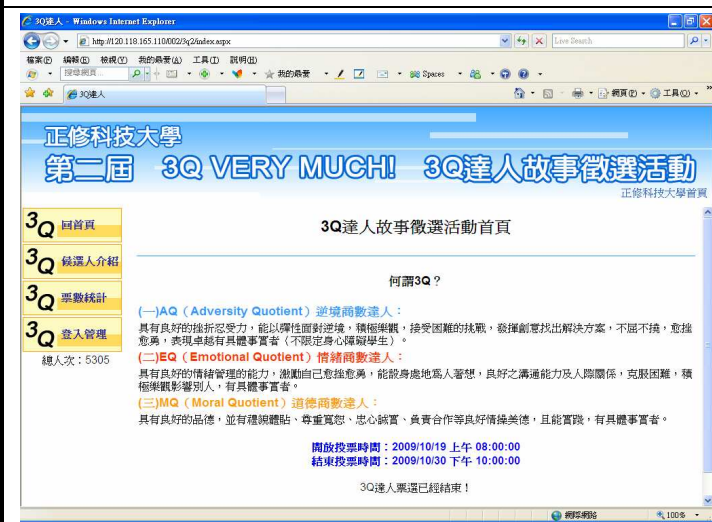 3Q達人 - Windows Internet Explorer
http://120.118.165.110/002/3q2/index.aspx
Live Search
檔案(F) 編輯(E) 檢視(V) 我的最愛(A) 工具(T) 說明(H)
搜尋網頁... 我的最愛 Spaces
3Q達人 網頁(P) 工具(O)
正修科技大學
第二屆 3Q VERY MUCH! 3Q達人故事徵選活動
正修科技大學首頁
3Q 回首頁
3Q 候選人介紹
3Q 票數統計
3Q 登入管理
總人次：5305
3Q達人故事徵選活動首頁
何謂3Q？
(一)AQ（Adversity Quotient）逆境商數達人：
具有良好的挫折忍受力，能以彈性面對逆境，積極樂觀，接受困難的挑戰，發揮創意找出解決方案，不屈不撓，愈挫
愈勇，表現卓越有具體事實者（不限定身心障礙學生）。
(二)EQ（Emotional Quotient）情緒商數達人：
具有良好的情緒管理的能力，激勵自己愈挫愈勇，能設身處地為人著想，良好之溝通能力及人際關係，克服困難，積
極樂觀影響別人，有具體事實者。
(三)MQ（Moral Quotient）道德商數達人：
具有良好的品德，並有禮貌體貼、尊重寬恕、忠心誠實、負責合作等良好情操美德，且能實踐，有具體事實者。
開放投票時間：2009/10/19 上午 08:00:00
結束投票時間：2009/10/30 下午 10:00:00
3Q達人票選已經結束！
網際網路 100%